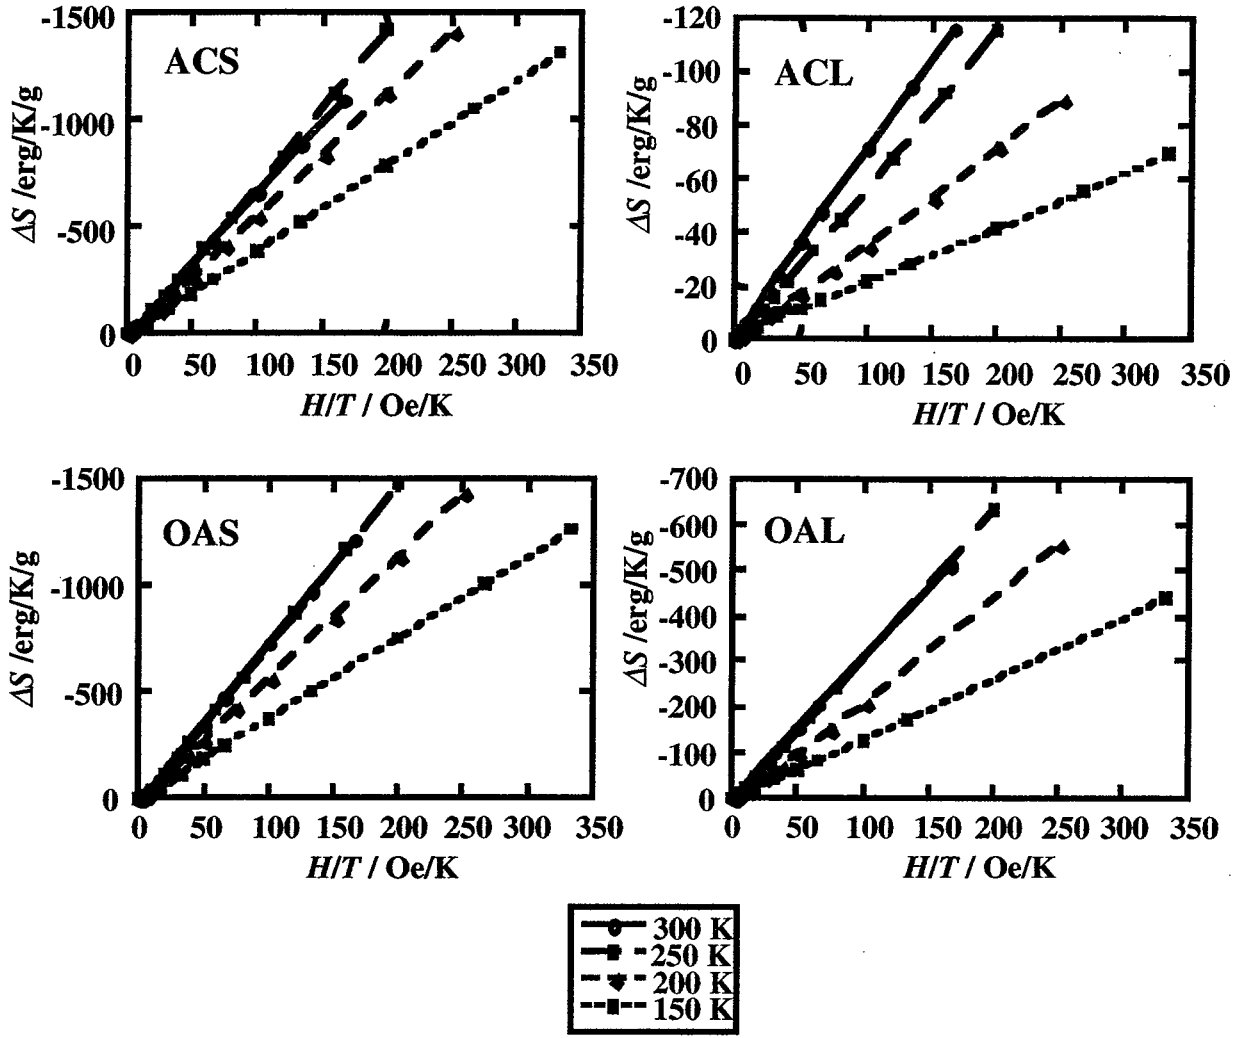 -1500
-1000
-500
0
ΔS /erg/K/g
ACS
0 50 100 150 200 250 300 350
H/T / Oe/K
-120
-100
-80
-60
-40
-20
0
ΔS /erg/K/g
ACL
0 50 100 150 200 250 300 350
H/T / Oe/K
-1500
-1000
-500
0
ΔS /erg/K/g
OAS
0 50 100 150 200 250 300 350
H/T / Oe/K
-700
-600
-500
-400
-300
-200
-100
0
ΔS /erg/K/g
OAL
0 50 100 150 200 250 300 350
H/T / Oe/K
300 K
250 K
200 K
150 K